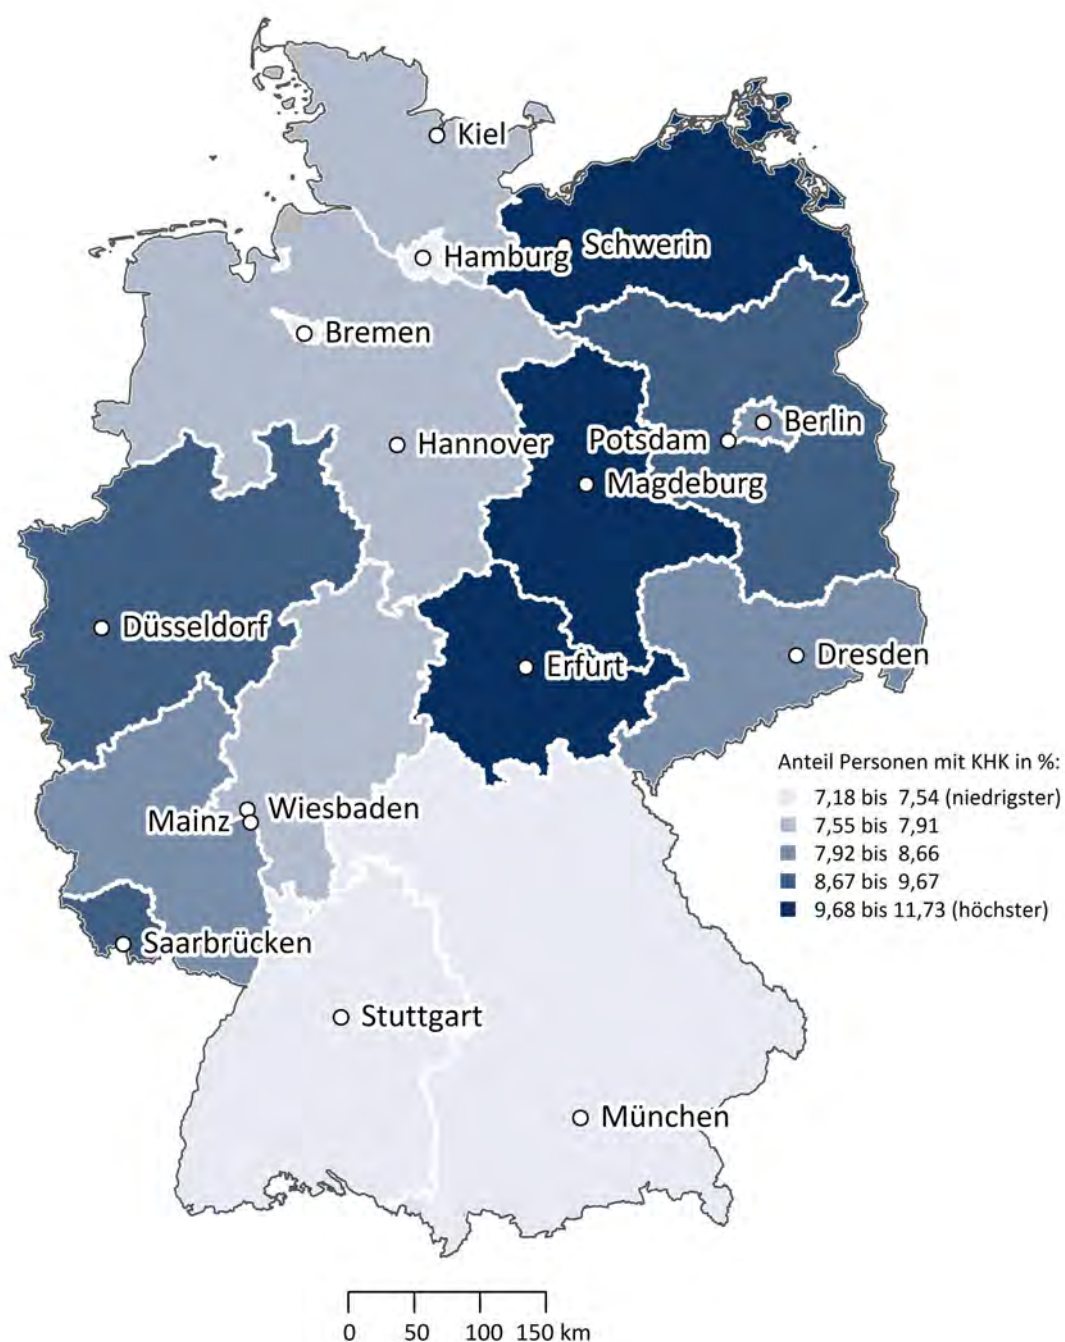 Kiel
Schwerin
Hamburg
Bremen
Berlin
Potsdam
Hannover
Magdeburg
Düsseldorf
Dresden
Erfurt
Anteil Personen mit KHK in %:
7,18 bis 7,54 (niedrigster)
7,55 bis 7,91
7,92 bis 8,66
8,67 bis 9,67
9,68 bis 11,73 (höchster)
Wiesbaden
Mainz
Saarbrücken
Stuttgart
München
0 50 100 150 km